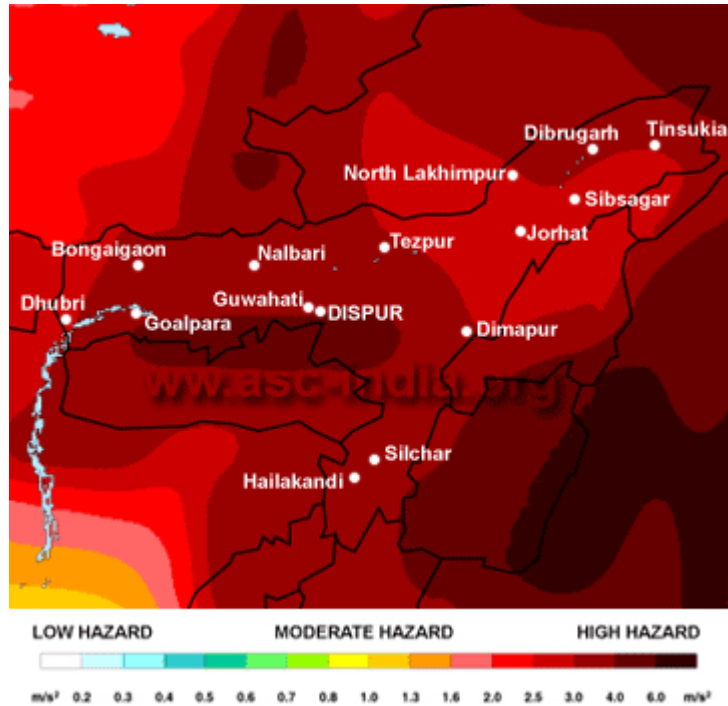 Dibrugarh
Tinsukia
North Lakhimpur
Sibsagar
Jorhat
Tezpur
Bongaigaon
Nalbari
Dhubri
Guwahati
DISPUR
Goalpara
Dimapur
ww.asc-india.org
Silchar
Hailakandi
LOW HAZARD MODERATE HAZARD HIGH HAZARD
m/s² 0.2 0.3 0.4 0.5 0.6 0.7 0.8 1.0 1.3 1.6 2.0 2.5 3.0 4.0 6.0 m/s²